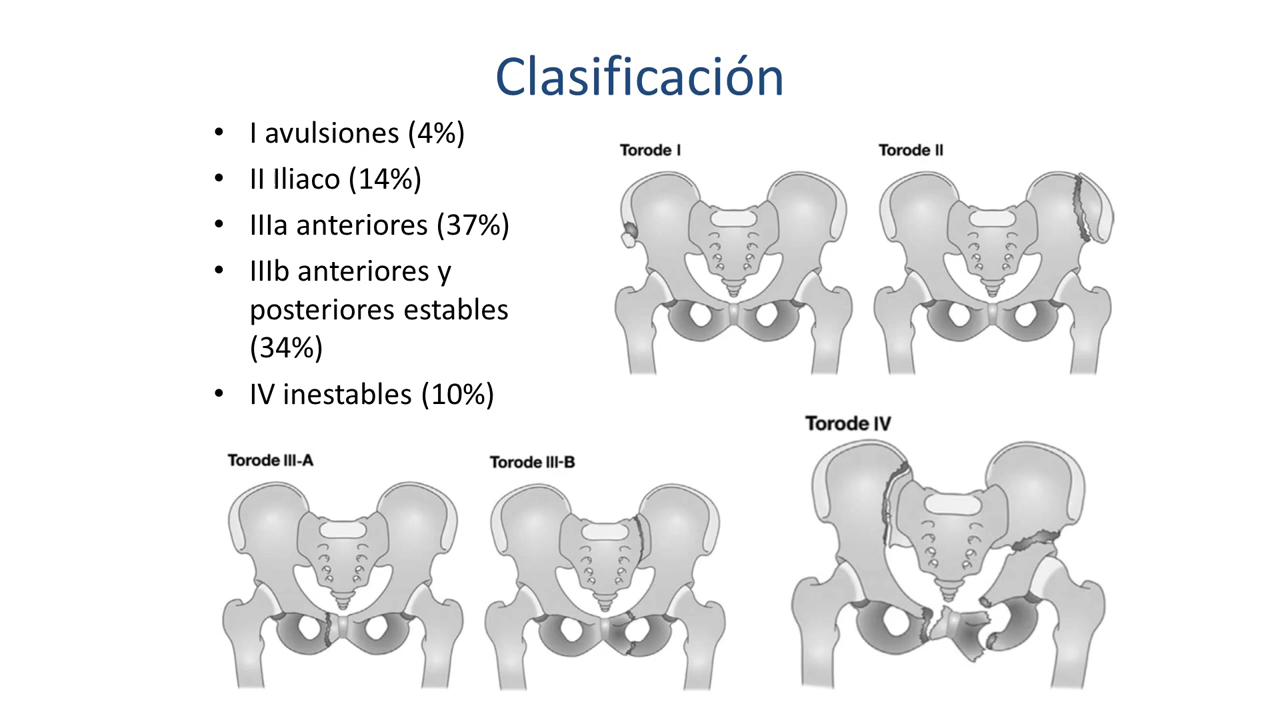 Clasificación
• I avulsiones (4%)
• II Iliaco (14%)
• IIIa anteriores (37%)
• IIIb anteriores y
posteriores estables
(34%)
• IV inestables (10%)
Torode I
Torode II
Torode III-A
Torode III-B
Torode IV